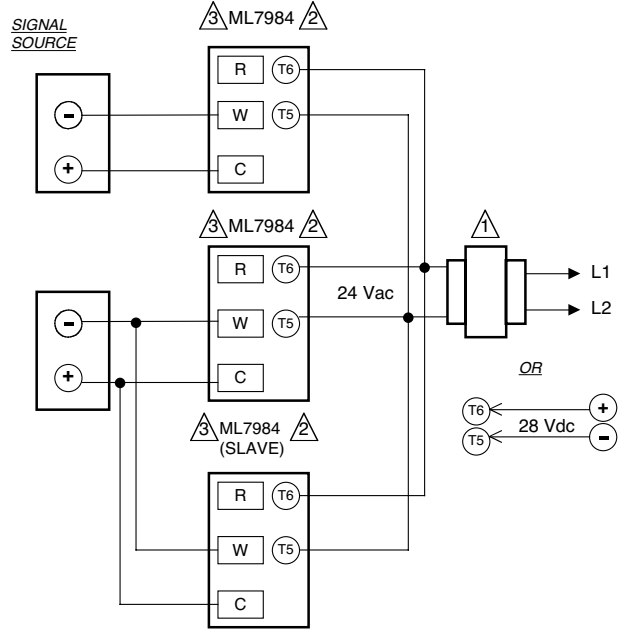 SIGNAL
SOURCE
3 ML7984 2
R T6
- W T5
+ C
3 ML7984 2
1
R T6
L1
24 Vac
- W T5
L2
+ C
OR
3 ML7984 2
(SLAVE)
T6 +
28 Vdc
T5 -
R T6
W T5
C